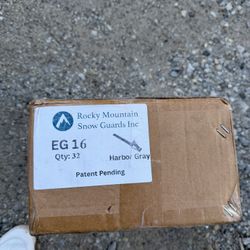 Rocky Mountain
Snow Guards Inc
EG 16
Qty: 32
Harbor Gray
Patent Pending